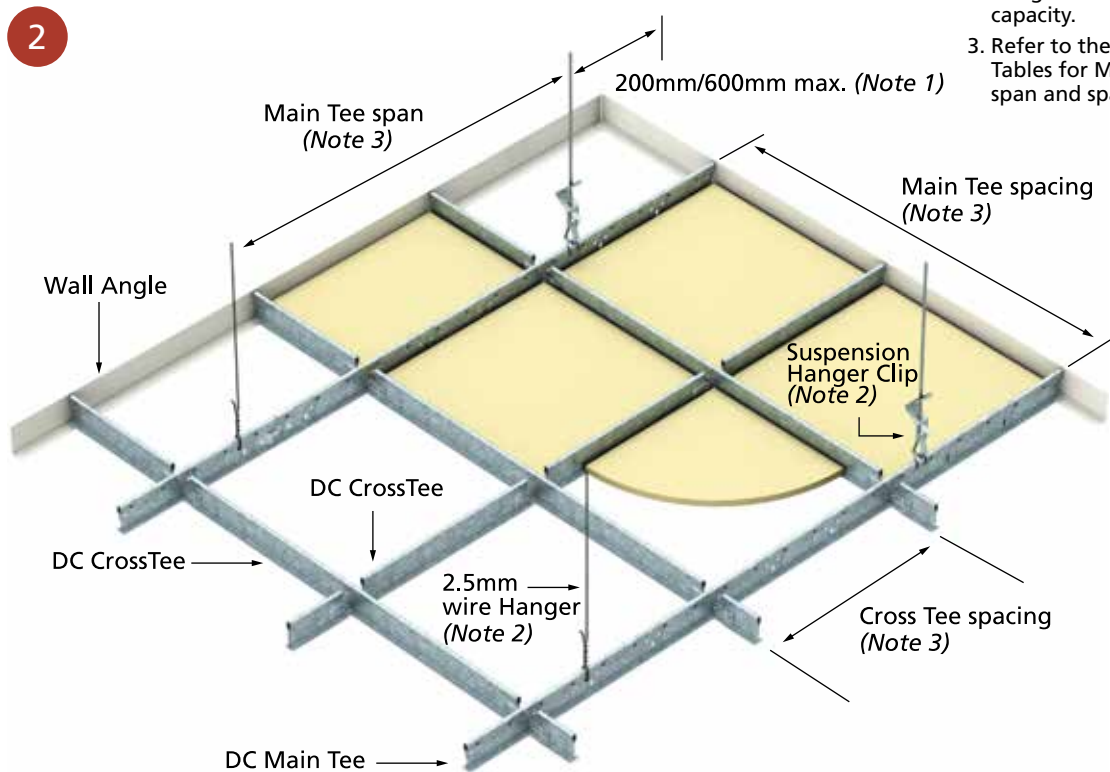 2
capacity.
3. Refer to the
Tables for M
span and sp
200mm/600mm max. (Note 1)
Main Tee span
(Note 3)
Main Tee spacing
(Note 3)
Wall Angle
Suspension
Hanger Clip
(Note 2)
DC CrossTee
DC CrossTee
2.5mm
wire Hanger
(Note 2)
Cross Tee spacing
(Note 3)
DC Main Tee